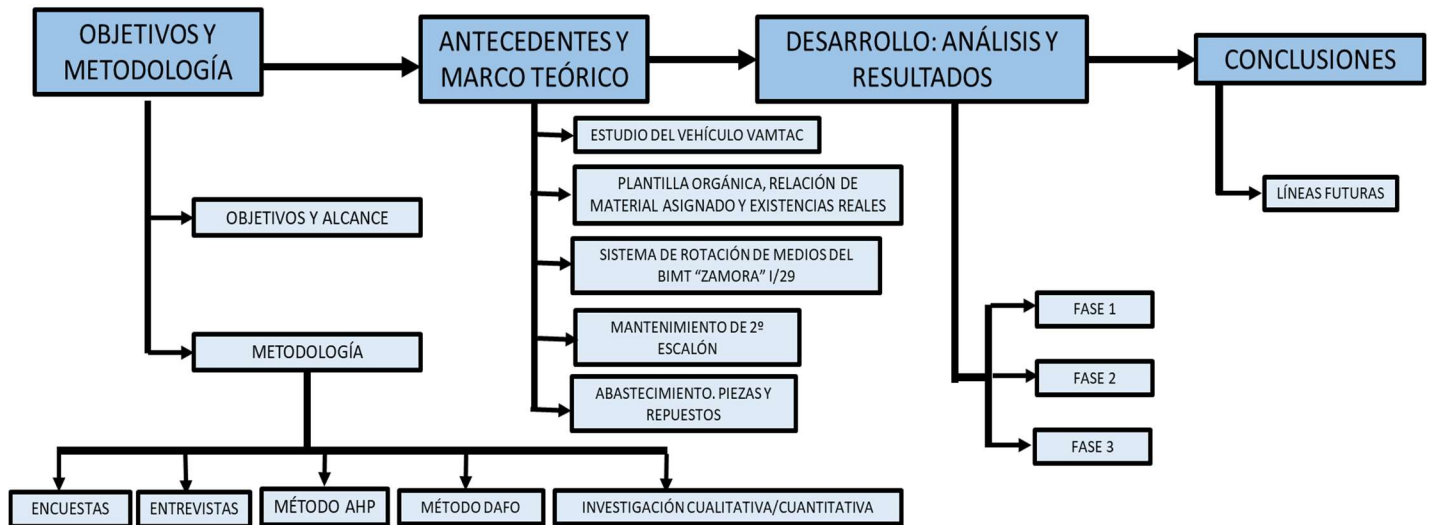 OBJETIVOS Y
METODOLOGÍA
ANTECEDENTES Y
MARCO TEÓRICO
DESARROLLO: ANÁLISIS Y
RESULTADOS
CONCLUSIONES
OBJETIVOS Y ALCANCE
METODOLOGÍA
ENCUESTAS
ENTREVISTAS
MÉTODO AHP
MÉTODO DAFO
INVESTIGACIÓN CUALITATIVA/CUANTITATIVA
ESTUDIO DEL VEHÍCULO VAMTAC
PLANTILLA ORGÁNICA, RELACIÓN DE
MATERIAL ASIGNADO Y EXISTENCIAS REALES
SISTEMA DE ROTACIÓN DE MEDIOS DEL
BIMT “ZAMORA” I/29
MANTENIMIENTO DE 2º
ESCALÓN
ABASTECIMIENTO. PIEZAS Y
REPUESTOS
FASE 1
FASE 2
FASE 3
LÍNEAS FUTURAS